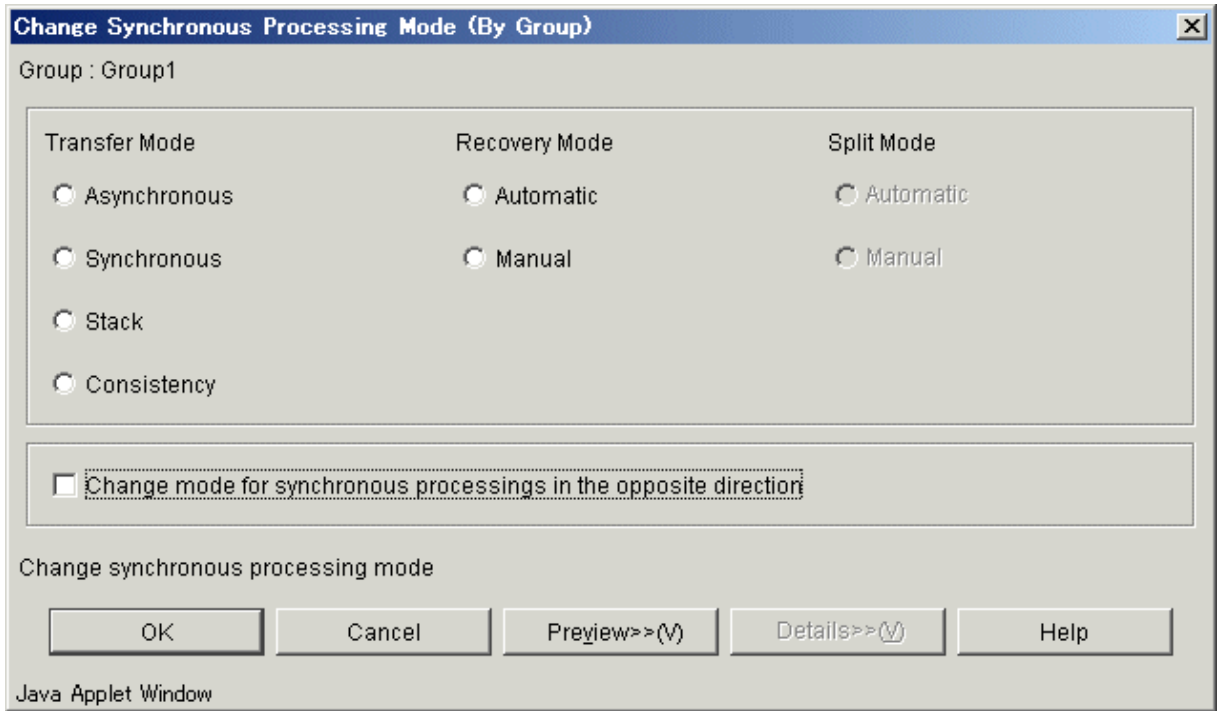 Change Synchronous Processing Mode (By Group)
Group : Group1
Transfer Mode Recovery Mode Split Mode
Asynchronous Automatic Automatic
Synchronous Manual Manual
Stack
Consistency
Change mode for synchronous processings in the opposite direction
Change synchronous processing mode
OK Cancel Preview>>(V) Details>>(V) Help
Java Applet Window